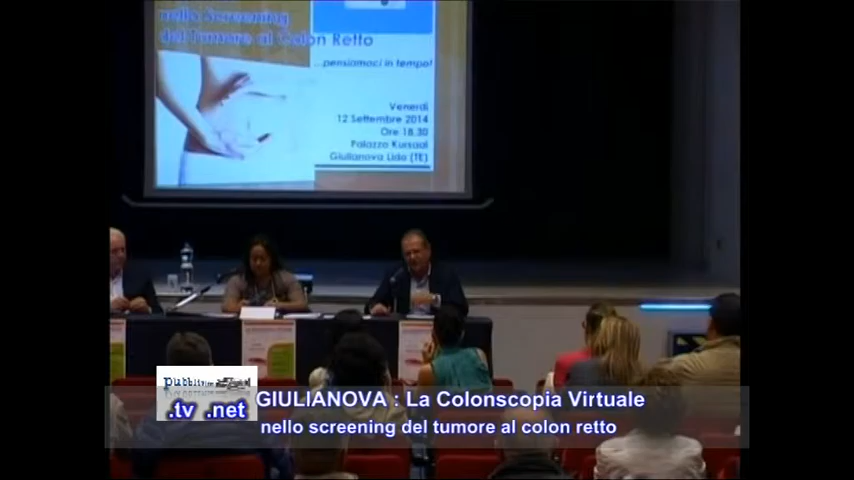 nello Screening
del Tumore al Colon Retto
...pensiamoci in tempo!
Venerdì
12 Settembre 2014
Ore 18.30
Palazzo Kursaal
Giulianova Lido (TE)
.tv .net
GIULIANOVA : La Colonscopia Virtuale
nello screening del tumore al colon retto